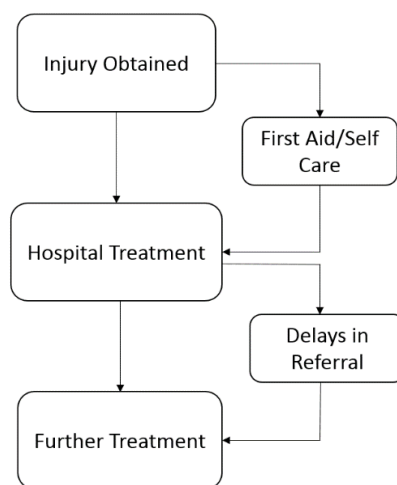 Injury Obtained
First Aid/Self
Care
Hospital Treatment
Delays in
Referral
Further Treatment